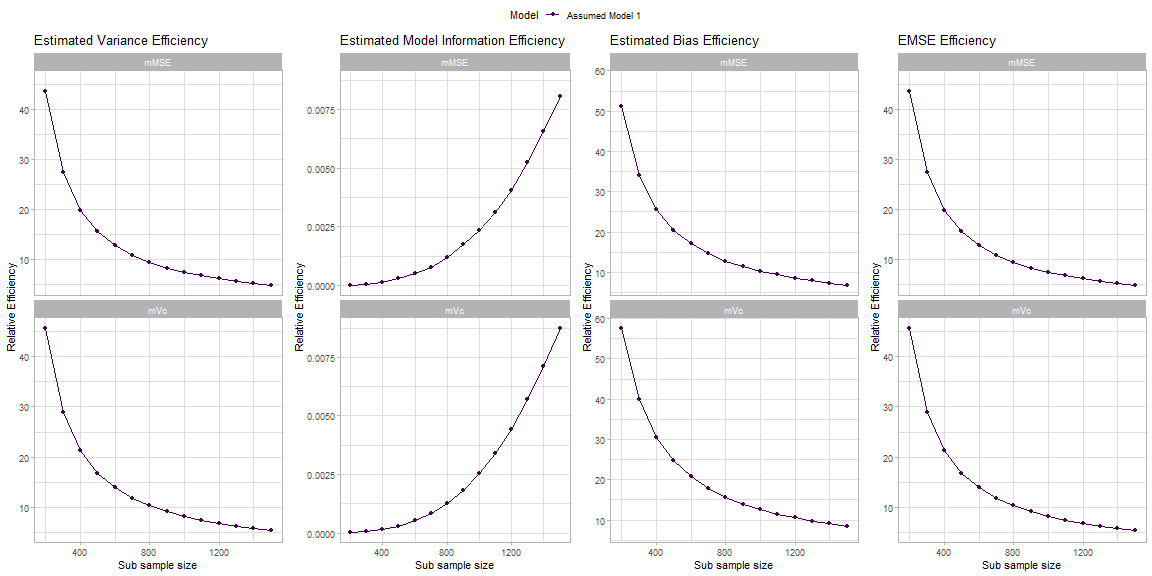 Model Assumed Model 1
Estimated Variance Efficiency
mMSE
40
30
20
10
mVc
40
30
20
10
400 800 1200
Sub sample size
Relative Efficiency
Estimated Model Information Efficiency
mMSE
0.0075
0.0050
0.0025
0.0000
mVc
0.0075
0.0050
0.0025
0.0000
400 800 1200
Sub sample size
Relative Efficiency
Estimated Bias Efficiency
mMSE
60
50
40
30
20
10
mVc
60
50
40
30
20
10
400 800 1200
Sub sample size
Relative Efficiency
EMSE Efficiency
mMSE
40
30
20
10
mVc
40
30
20
10
400 800 1200
Sub sample size
Relative Efficiency